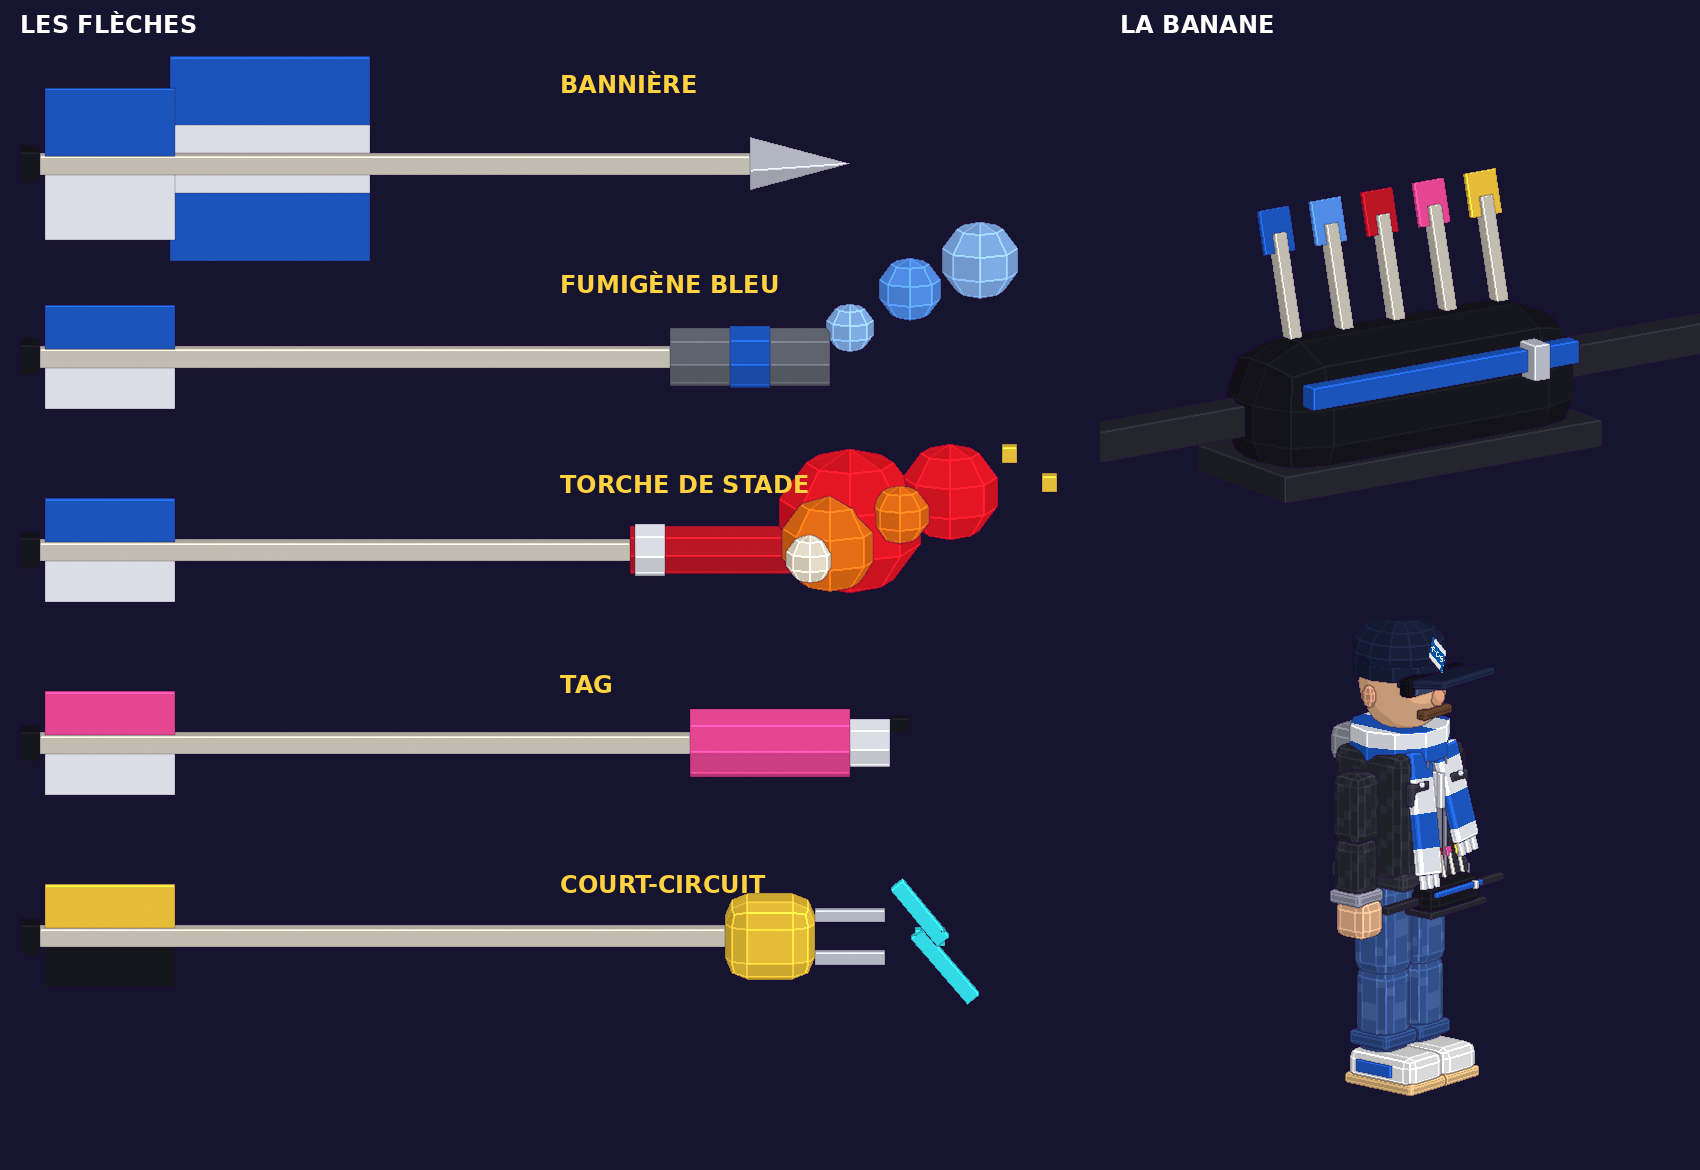 LES FLÈCHES
LA BANANE
BANNIÈRE
FUMIGÈNE BLEU
TORCHE DE STADE
TAG
COURT-CIRCUIT